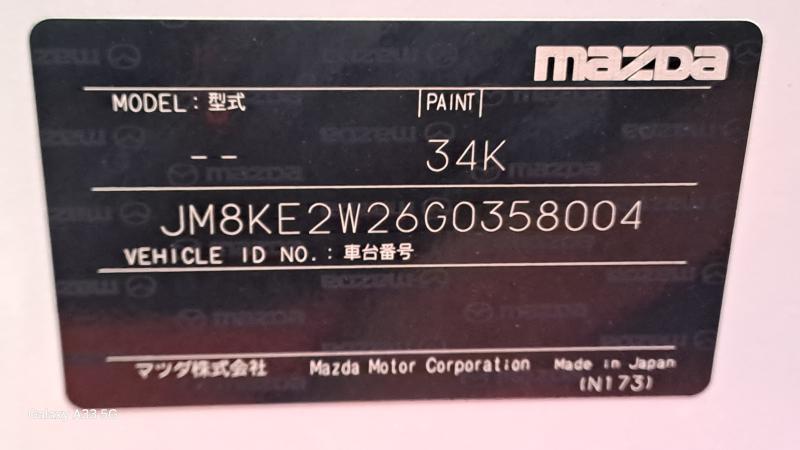 mazda
MODEL: 型式 PAINT
-- 34K
JM8KE2W26G0358004
VEHICLE ID NO.: 車台番号
マツダ株式会社 Mazda Motor Corporation Made in Japan
(N173)
Galaxy A33 5G